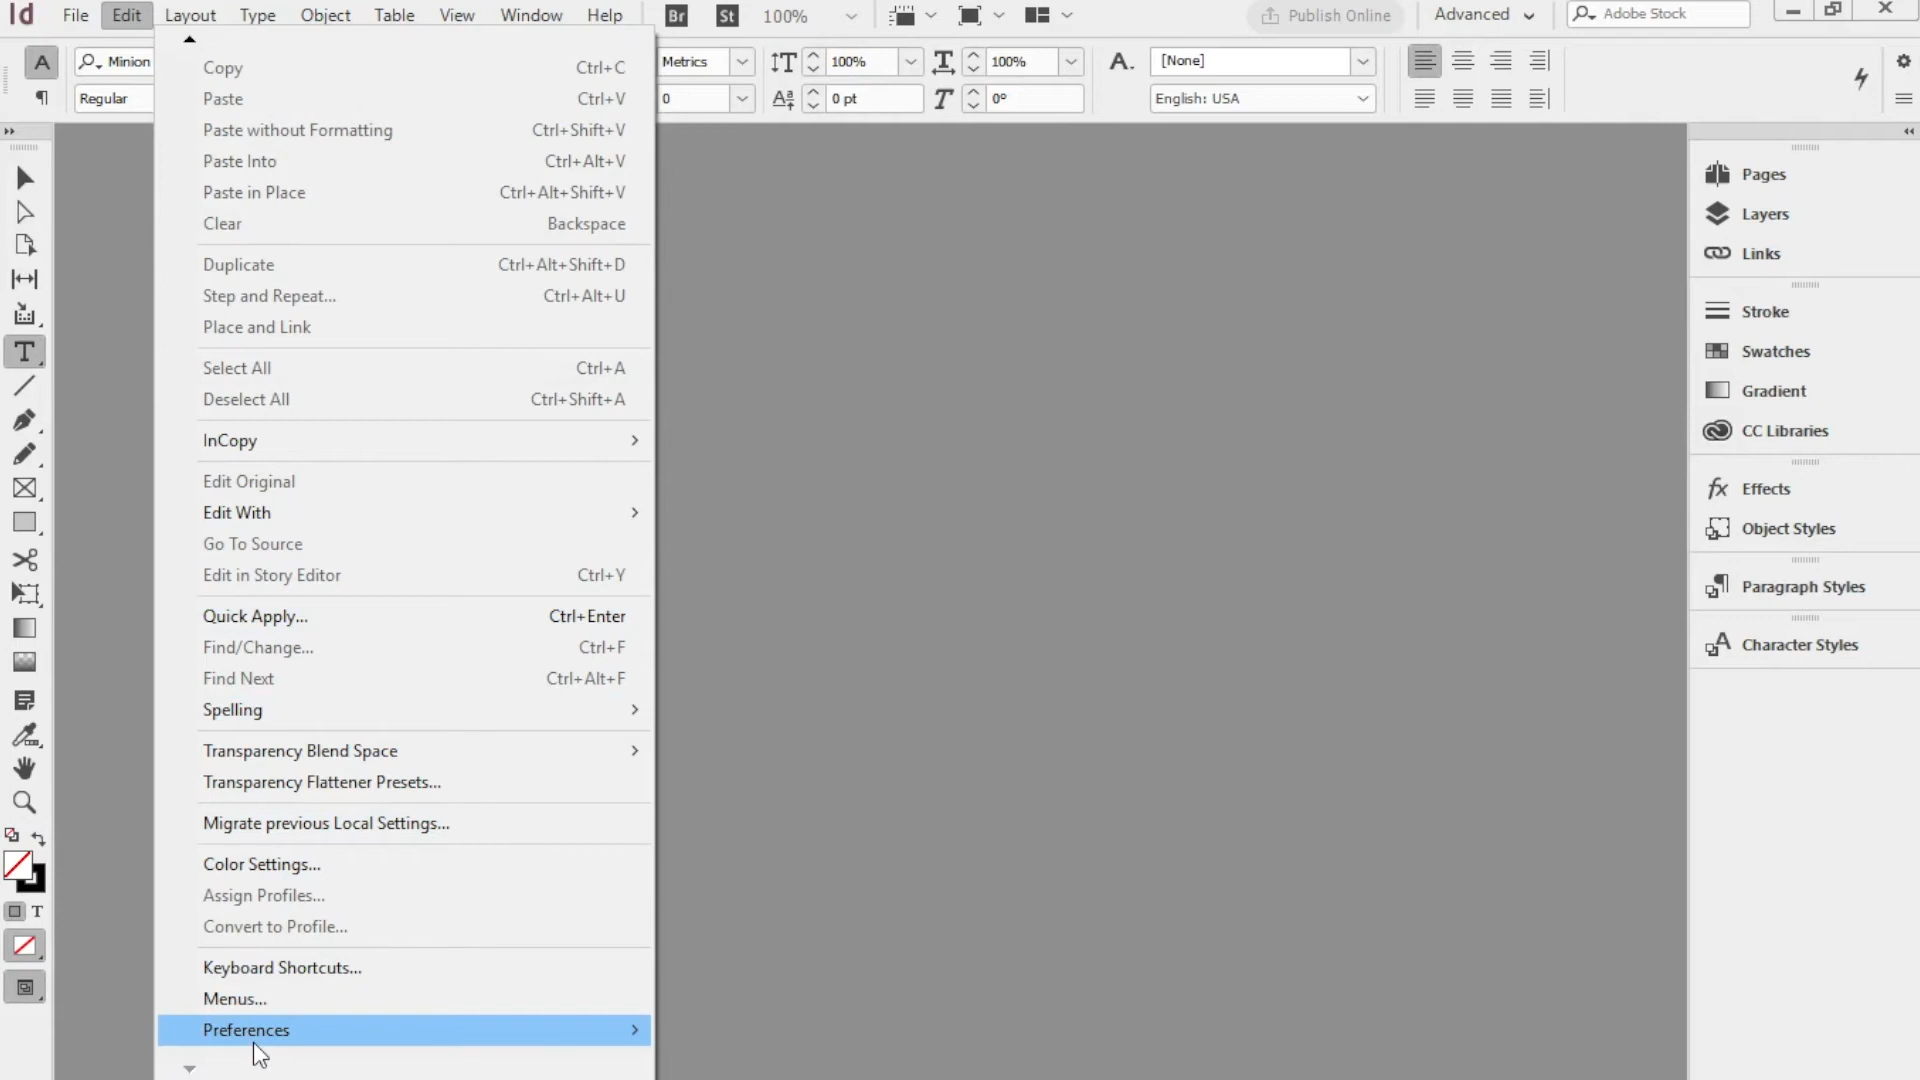 Id File Edit Layout Type Object Table View Window Help Br St 100% Publish Online Advanced Adobe Stock
A Minion Metrics 100% 100% A. [None]
¶ Regular 0 0 pt 0° English: USA
Copy Ctrl+C
Paste Ctrl+V
Paste without Formatting Ctrl+Shift+V
Paste Into Ctrl+Alt+V
Paste in Place Ctrl+Alt+Shift+V
Clear Backspace
Duplicate Ctrl+Alt+Shift+D
Step and Repeat... Ctrl+Alt+U
Place and Link
Select All Ctrl+A
Deselect All Ctrl+Shift+A
InCopy
Edit Original
Edit With
Go To Source
Edit in Story Editor Ctrl+Y
Quick Apply... Ctrl+Enter
Find/Change... Ctrl+F
Find Next Ctrl+Alt+F
Spelling
Transparency Blend Space
Transparency Flattener Presets...
Migrate previous Local Settings...
Color Settings...
Assign Profiles...
Convert to Profile...
Keyboard Shortcuts...
Menus...
Preferences
Pages
Layers
Links
Stroke
Swatches
Gradient
CC Libraries
fx Effects
Object Styles
Paragraph Styles
Character Styles